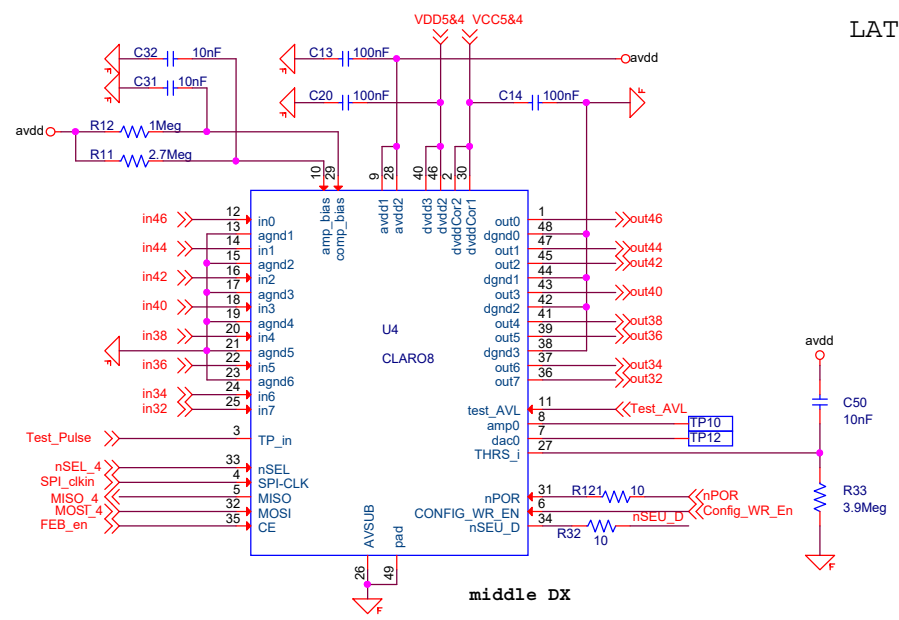 VDD5&4 VCC5&4
LAT
C32 10nF
C13 100nF
avdd
C31 10nF
C20 100nF
C14 100nF
avdd
R12 1Meg
R11 2.7Meg
10 29 9 28 40 46 2 30
amp_bias comp_bias avdd1 avdd2 dvdd3 dvdd2 dvddCor2 dvddCor1
in46 12 in0
13 agnd1
in44 14 in1
15 agnd2
in42 16 in2
17 agnd3
in40 18 in3
19 agnd4
in38 20 in4
21 agnd5
in36 22 in5
23 agnd6
in34 24 in6
in32 25 in7
Test_Pulse 3 TP_in
nSEL_4 33 nSEL
SPI_clkin 4 SPI-CLK
MISO_4 5 MISO
MOSI_4 32 MOSI
FEB_en 35 CE
U4
CLARO8
out0 1 out46
dgnd0 48
out1 47 out44
out2 45 out42
dgnd1 44
out3 43 out40
dgnd2 42
out4 41 out38
out5 39 out36
dgnd3 38
out6 37 out34
out7 36 out32
test_AVL 11 Test_AVL
amp0 8 TP10
dac0 7 TP12
THRS_i 27
nPOR 31 R121 10 nPOR
CONFIG_WR_EN 6 Config_WR_En
nSEU_D 34 R32 10 nSEU_D
avdd
C50
10nF
R33
3.9Meg
AVSUB pad
26 49
middle DX
F
F
F
F
F
F
F
F